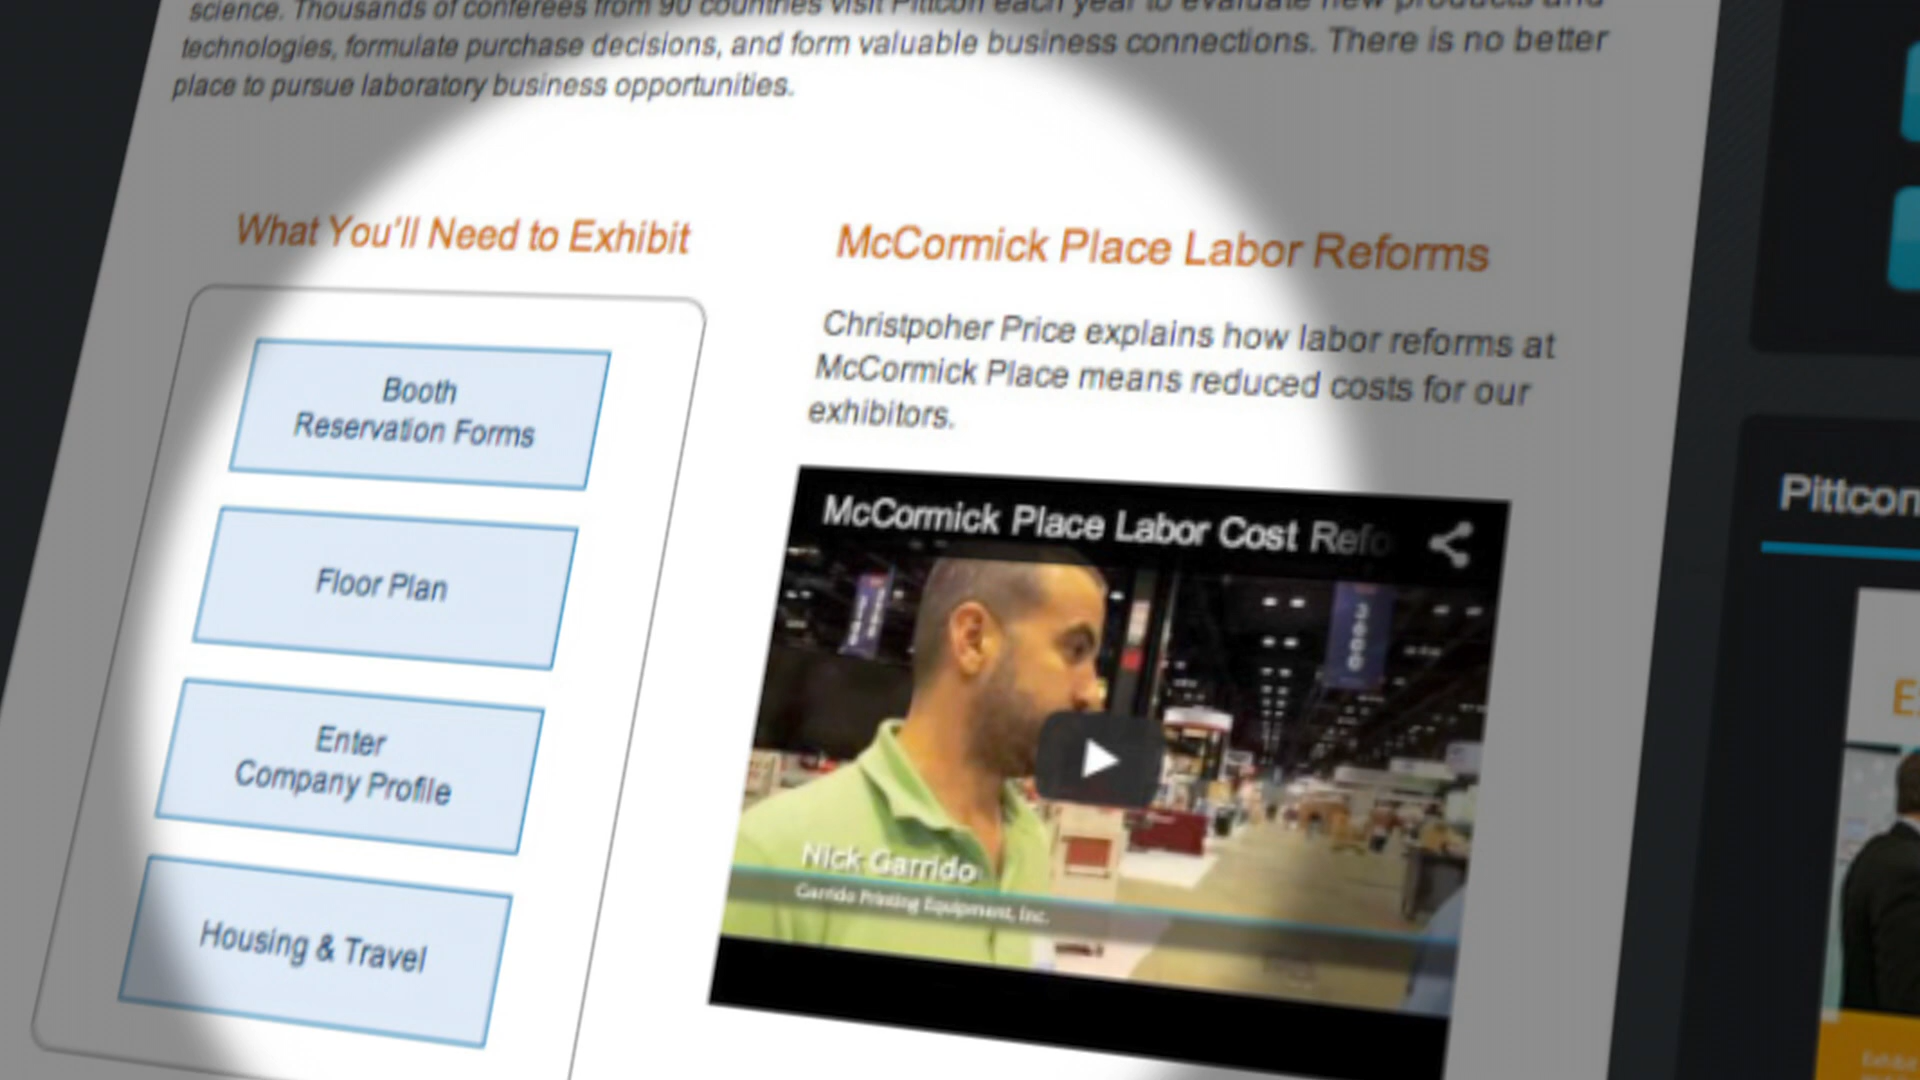 science. Thousands of conferees from 90 countries visit Pittcon each year to evaluate new products and
technologies, formulate purchase decisions, and form valuable business connections. There is no better
place to pursue laboratory business opportunities.
What You'll Need to Exhibit
Booth
Reservation Forms
Floor Plan
Enter
Company Profile
Housing & Travel
McCormick Place Labor Reforms
Christpoher Price explains how labor reforms at
McCormick Place means reduced costs for our
exhibitors.
McCormick Place Labor Cost Refo
Nick Garrido
Garrido Printing Equipment, Inc.
Pittcon
Exhibit